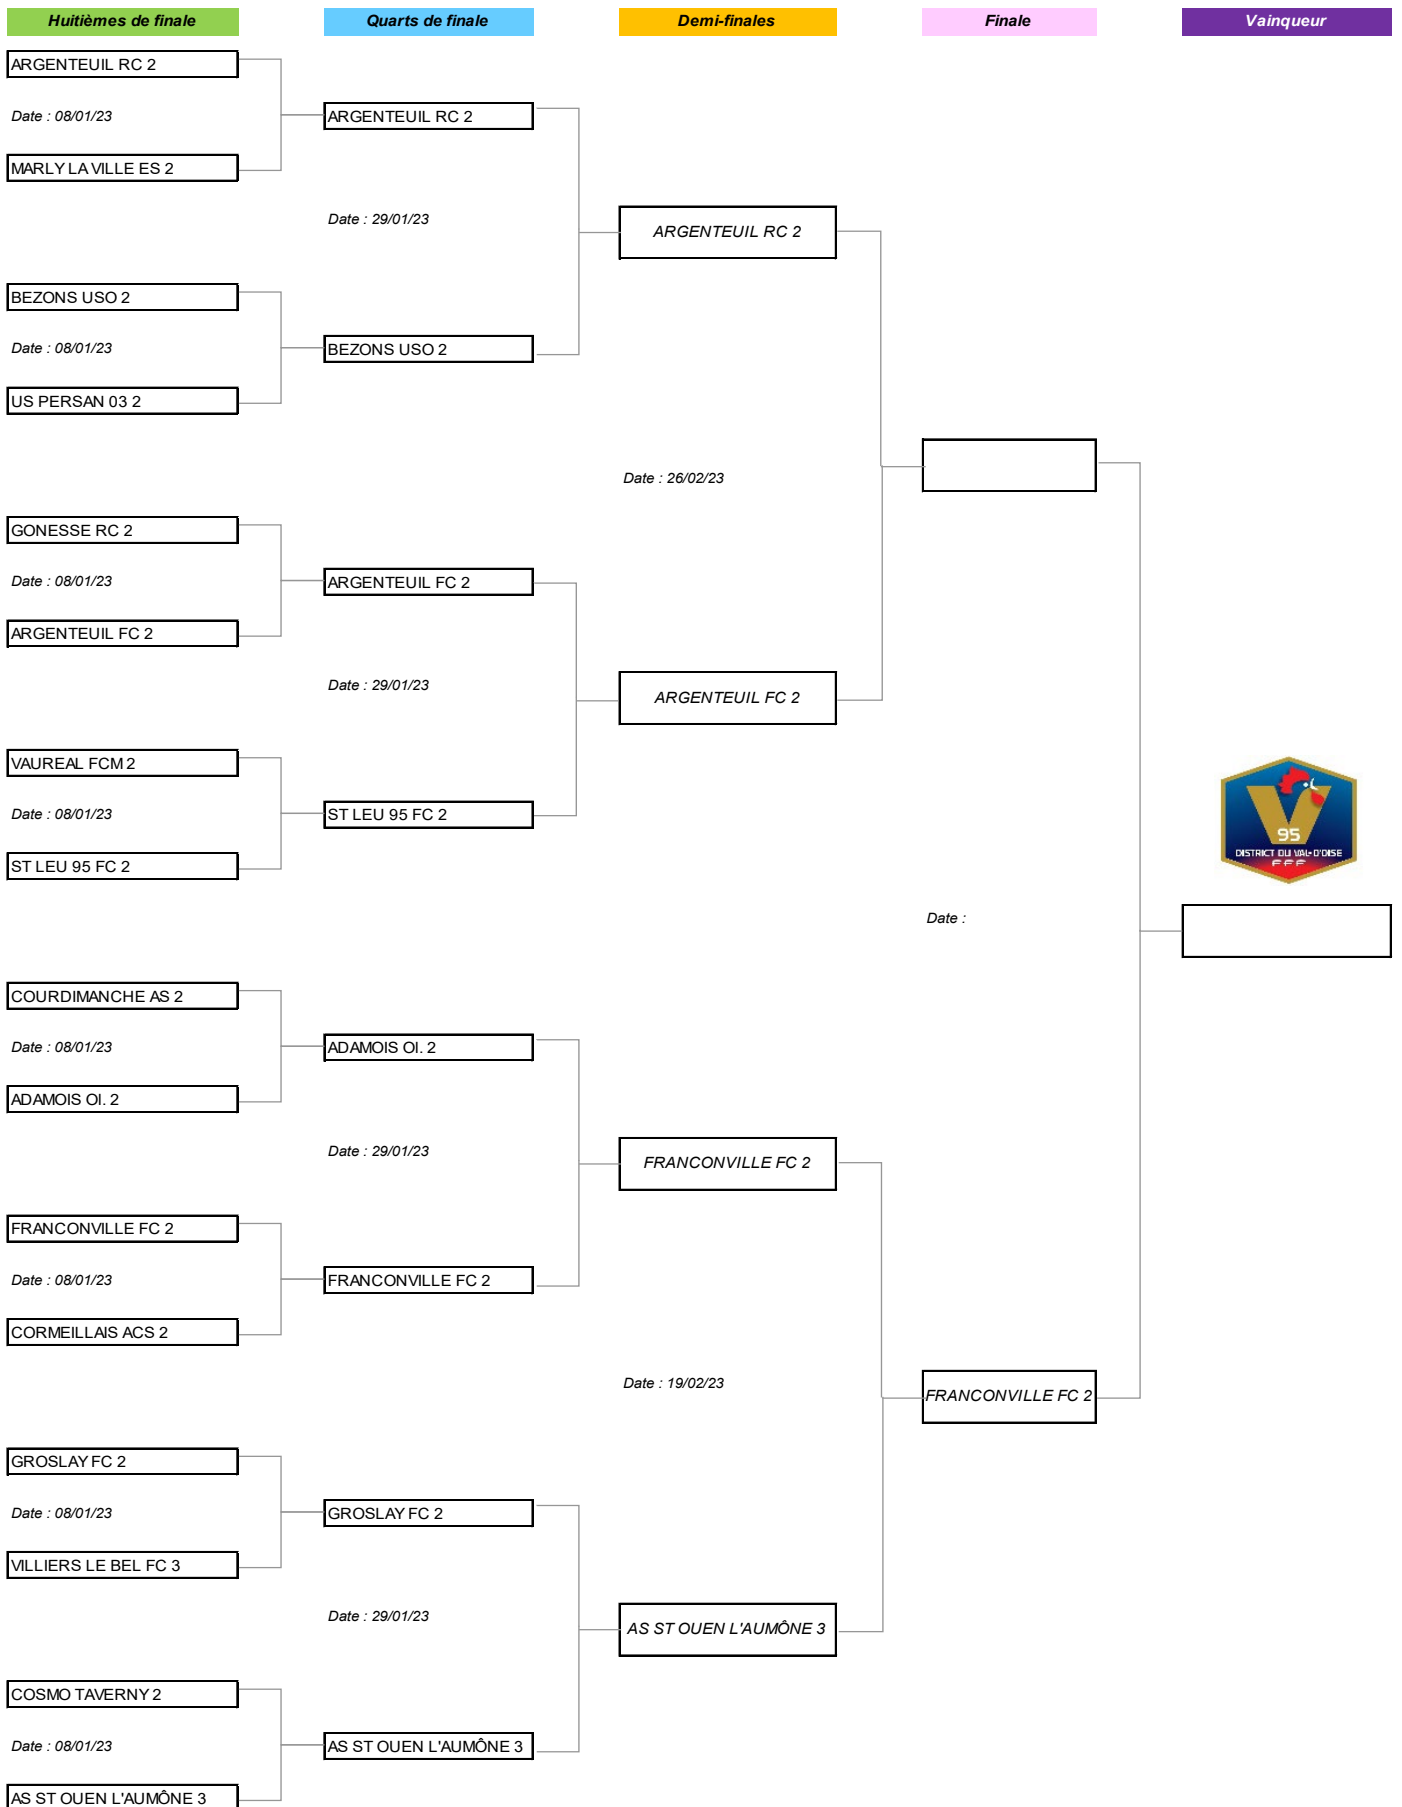 Huitièmes de finale
Quarts de finale
Demi-finales
Finale
Vainqueur
ARGENTEUIL RC 2
Date : 08/01/23
ARGENTEUIL RC 2
MARLY LA VILLE ES 2
Date : 29/01/23
ARGENTEUIL RC 2
BEZONS USO 2
Date : 08/01/23
BEZONS USO 2
US PERSAN 03 2
Date : 26/02/23
GONESSE RC 2
Date : 08/01/23
ARGENTEUIL FC 2
ARGENTEUIL FC 2
Date : 29/01/23
ARGENTEUIL FC 2
VAUREAL FCM 2
Date : 08/01/23
ST LEU 95 FC 2
ST LEU 95 FC 2
V
95
DISTRICT DU VAL-D'OISE
FFF
Date :
COURDIMANCHE AS 2
Date : 08/01/23
ADAMOIS Ol. 2
ADAMOIS Ol. 2
Date : 29/01/23
FRANCONVILLE FC 2
FRANCONVILLE FC 2
Date : 08/01/23
FRANCONVILLE FC 2
CORMEILLAIS ACS 2
Date : 19/02/23
FRANCONVILLE FC 2
GROSLAY FC 2
Date : 08/01/23
GROSLAY FC 2
VILLIERS LE BEL FC 3
Date : 29/01/23
AS ST OUEN L'AUMÔNE 3
COSMO TAVERNY 2
Date : 08/01/23
AS ST OUEN L'AUMÔNE 3
AS ST OUEN L'AUMÔNE 3